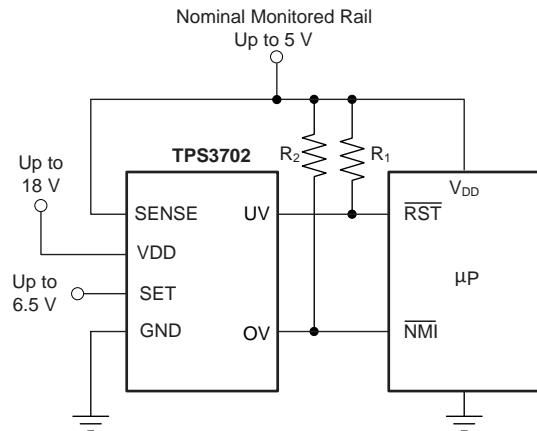 Nominal Monitored Rail
Up to 5 V
TPS3702
R2
R1
Up to
18 V
VDD
SENSE
UV
RST
VDD
µP
Up to
6.5 V
SET
GND
OV
NMI